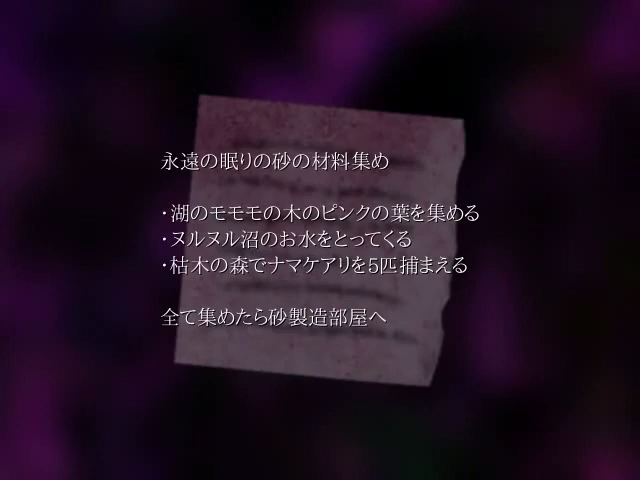 永遠の眠りの砂の材料集め
・湖のモモモの木のピンクの葉を集める
・ヌルヌル沼のお水をとってくる
・枯木の森でナマケアリを5匹捕まえる
全て集めたら砂製造部屋へ